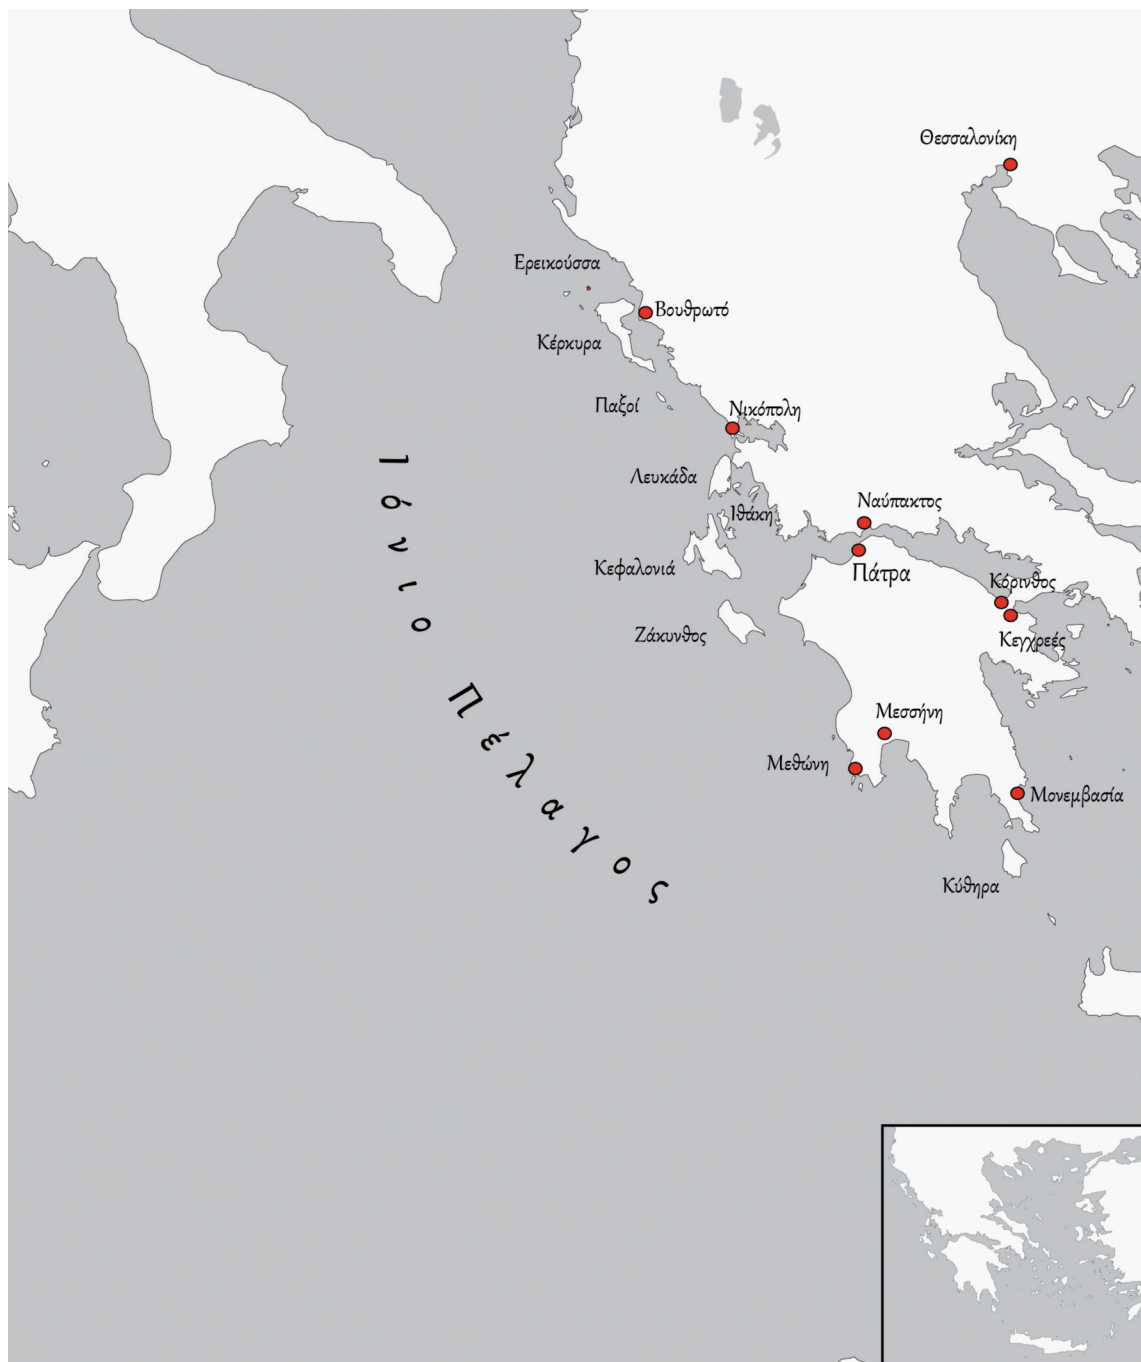 Θεσσαλονίκη
Ερεικούσσα
Βουθρωτό
Κέρκυρα
Παξοί
Νικόπολη
Λευκάδα
Ναύπακτος
Ιθάκη
Κεφαλονιά
Πάτρα
Κόρινθος
Ζάκυνθος
Κεγχρεές
Ιόνιο Πέλαγος
Μεσσήνη
Μεθώνη
Μονεμβασία
Κύθηρα